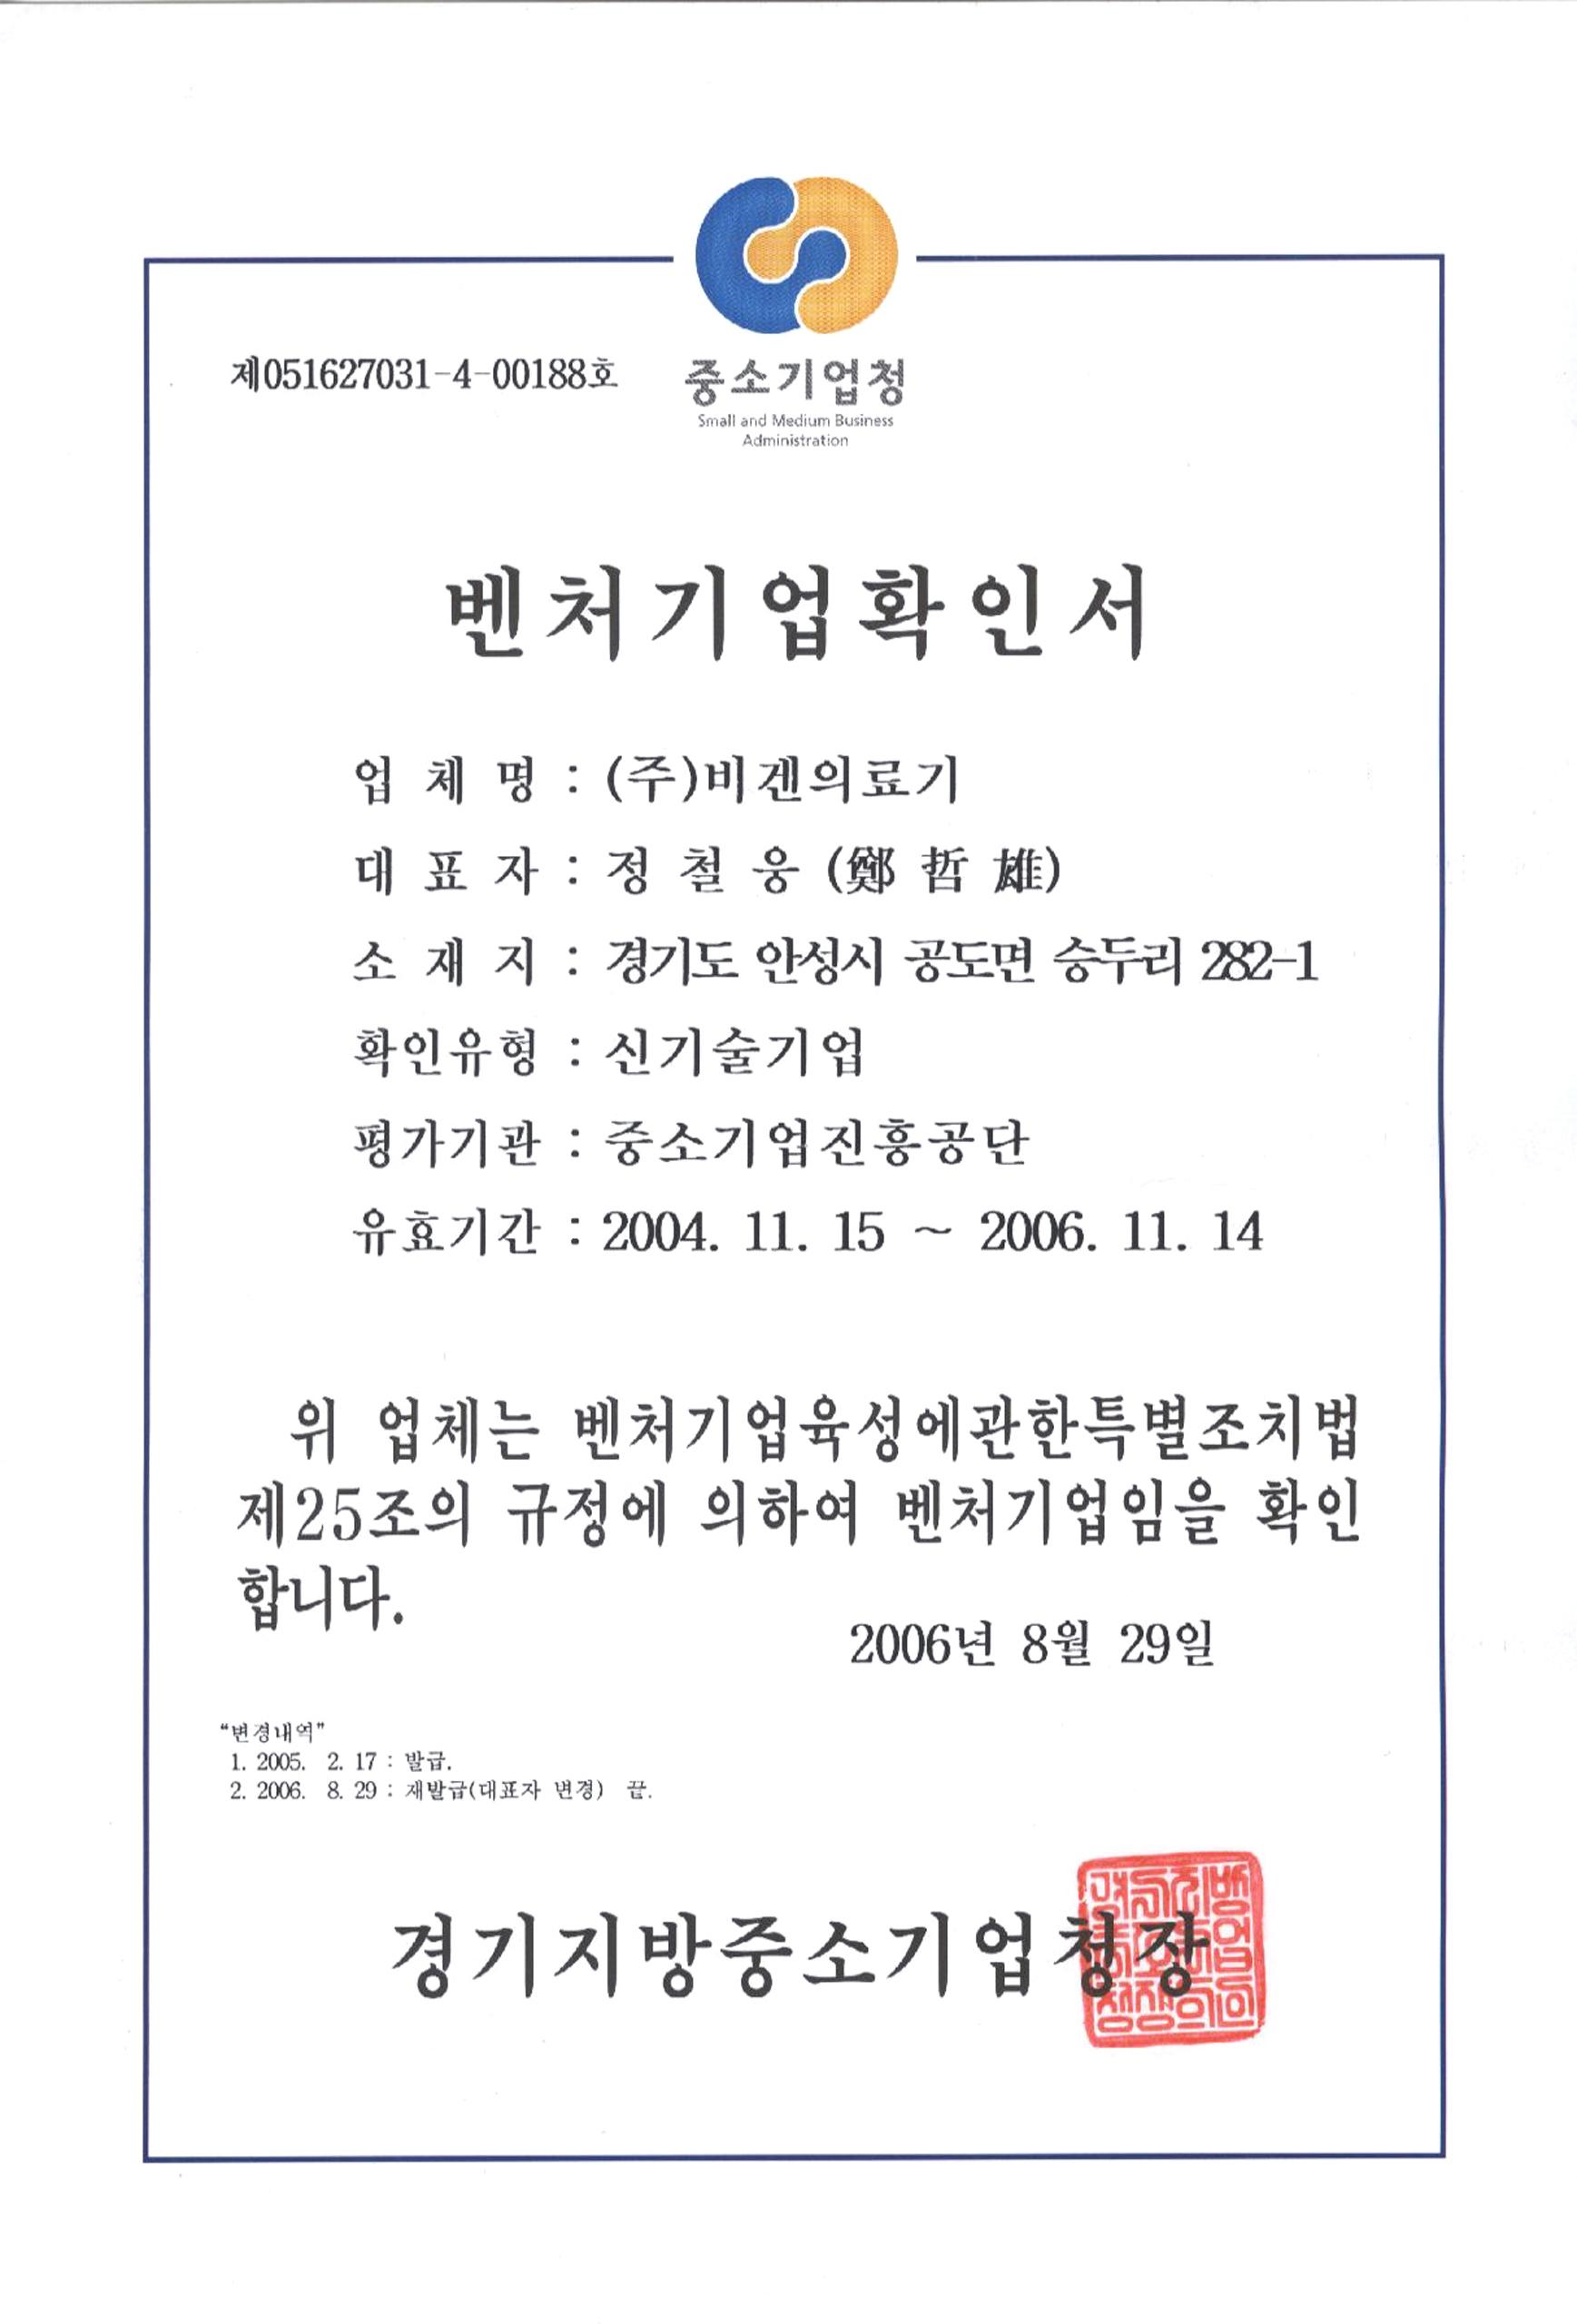 제051627031-4-00188호
중소기업청
Small and Medium Business
Administration
벤처기업확인서
업 체 명 : (주)비겐의료기
대 표 자 : 정 철 웅 (鄭 哲 雄)
소 재 지 : 경기도 안성시 공도면 승두리 282-1
확인유형 : 신기술기업
평가기관 : 중소기업진흥공단
유효기간 : 2004. 11. 15 ~ 2006. 11. 14
위 업체는 벤처기업육성에관한특별조치법
제25조의 규정에 의하여 벤처기업임을 확인
합니다.
2006년 8월 29일
"변경내역"
1. 2005. 2. 17 : 발급.
2. 2006. 8. 29 : 재발급(대표자 변경) 끝.
경기지방중소기업청장